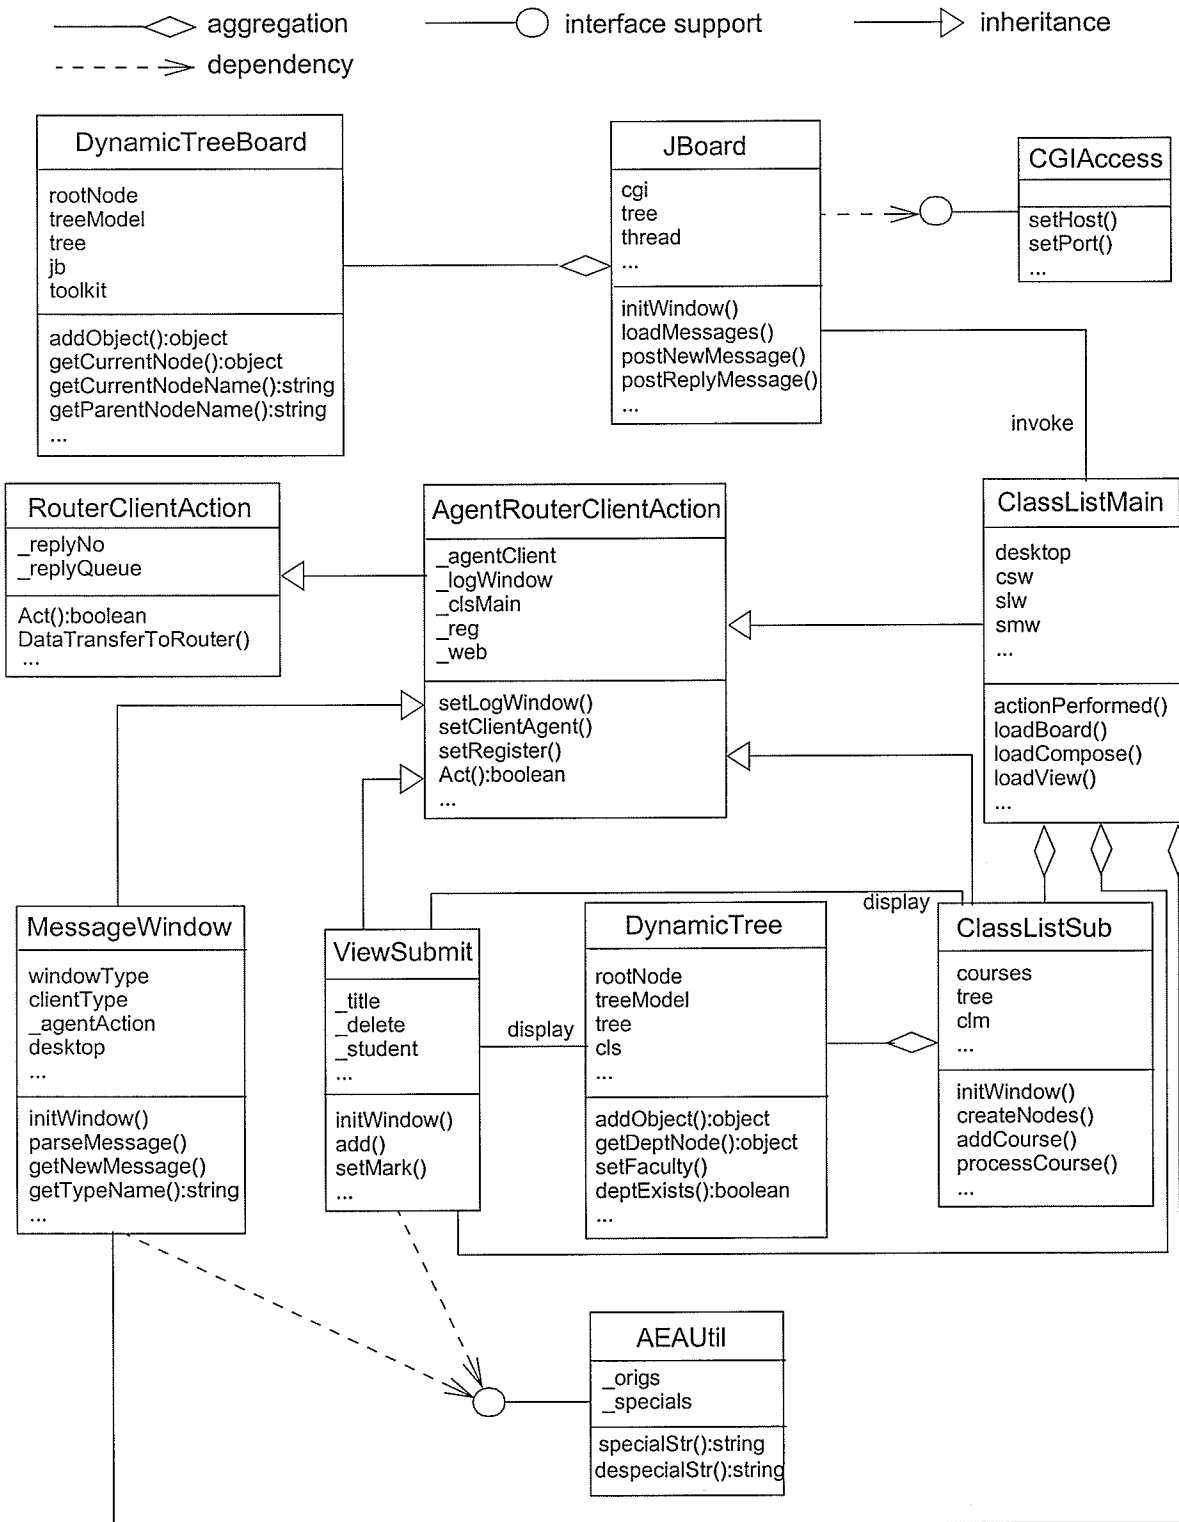 aggregation
interface support
inheritance
dependency
DynamicTreeBoard
rootNode
treeModel
tree
jb
toolkit
addObject():object
getCurrentNode():object
getCurrentNodeName():string
getParentNodeName():string
...
JBoard
cgi
tree
thread
...
initWindow()
loadMessages()
postNewMessage()
postReplyMessage()
...
CGIAccess
setHost()
setPort()
...
invoke
RouterClientAction
_replyNo
_replyQueue
Act():boolean
DataTransferToRouter()
...
AgentRouterClientAction
_agentClient
_logWindow
_clsMain
_reg
_web
setLogWindow()
setClientAgent()
setRegister()
Act():boolean
...
ClassListMain
desktop
csw
slw
smw
...
actionPerformed()
loadBoard()
loadCompose()
loadView()
...
MessageWindow
windowType
clientType
_agentAction
desktop
...
initWindow()
parseMessage()
getNewMessage()
getTypeName():string
...
ViewSubmit
_title
_delete
_student
...
initWindow()
add()
setMark()
...
display
DynamicTree
rootNode
treeModel
tree
cls
...
addObject():object
getDeptNode():object
setFaculty()
deptExists():boolean
...
display
ClassListSub
courses
tree
clm
...
initWindow()
createNodes()
addCourse()
processCourse()
...
AEAUtil
_origs
_specials
specialStr():string
despecialStr():string